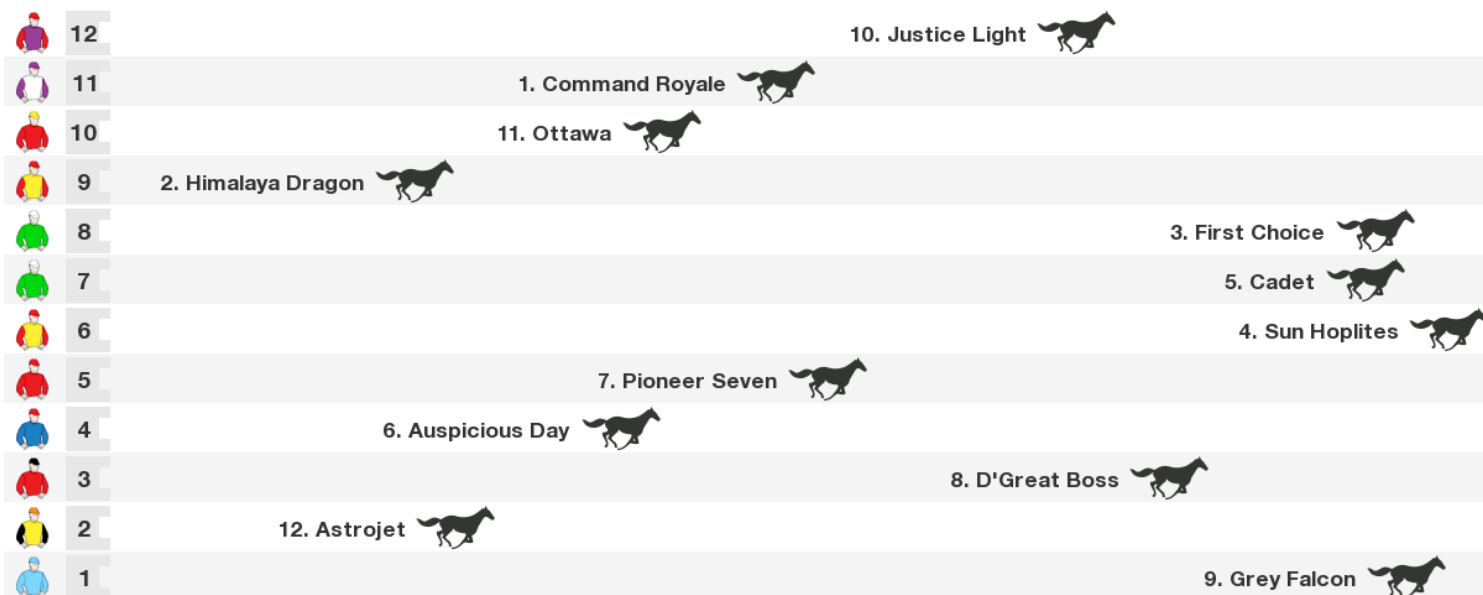 12 10. Justice Light
11 1. Command Royale
10 11. Ottawa
9 2. Himalaya Dragon
8 3. First Choice
7 5. Cadet
6 4. Sun Hoplites
5 7. Pioneer Seven
4 6. Auspicious Day
3 8. D'Great Boss
2 12. Astrojet
1 9. Grey Falcon